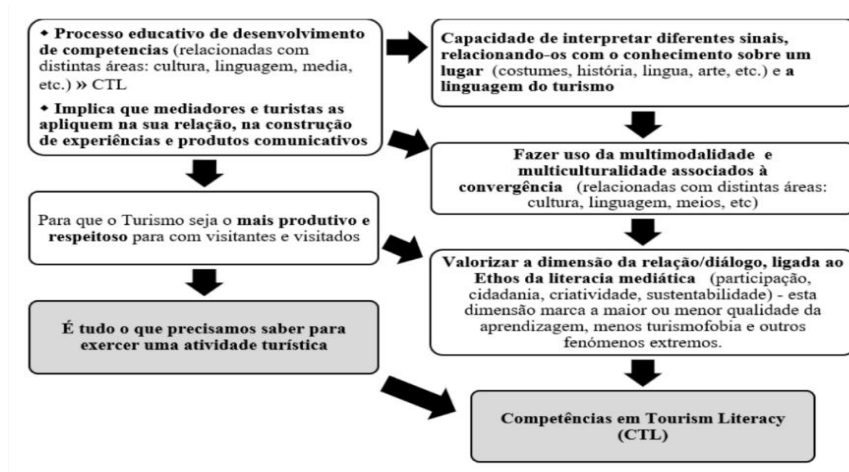 ◆ Processo educativo de desenvolvimento
de competencias (relacionadas com
distintas áreas: cultura, linguagem, media,
etc.) » CTL
◆ Implica que mediadores e turistas as
apliquem na sua relação, na construção
de experiências e produtos comunicativos
Capacidade de interpretar diferentes sinais,
relacionando-os com o conhecimento sobre um
lugar (costumes, história, lingua, arte, etc.) e a
linguagem do turismo
Fazer uso da multimodalidade e
multiculturalidade associados à
convergência (relacionadas com distintas áreas:
cultura, linguagem, meios, etc)
Para que o Turismo seja o mais produtivo e
respeitoso para com visitantes e visitados
Valorizar a dimensão da relação/diálogo, ligada ao
Ethos da literacia mediática (participação,
cidadania, criatividade, sustentabilidade) - esta
dimensão marca a maior ou menor qualidade da
aprendizagem, menos turismofobia e outros
fenómenos extremos.
É tudo o que precisamos saber para
exercer uma atividade turística
Competências em Tourism Literacy
(CTL)